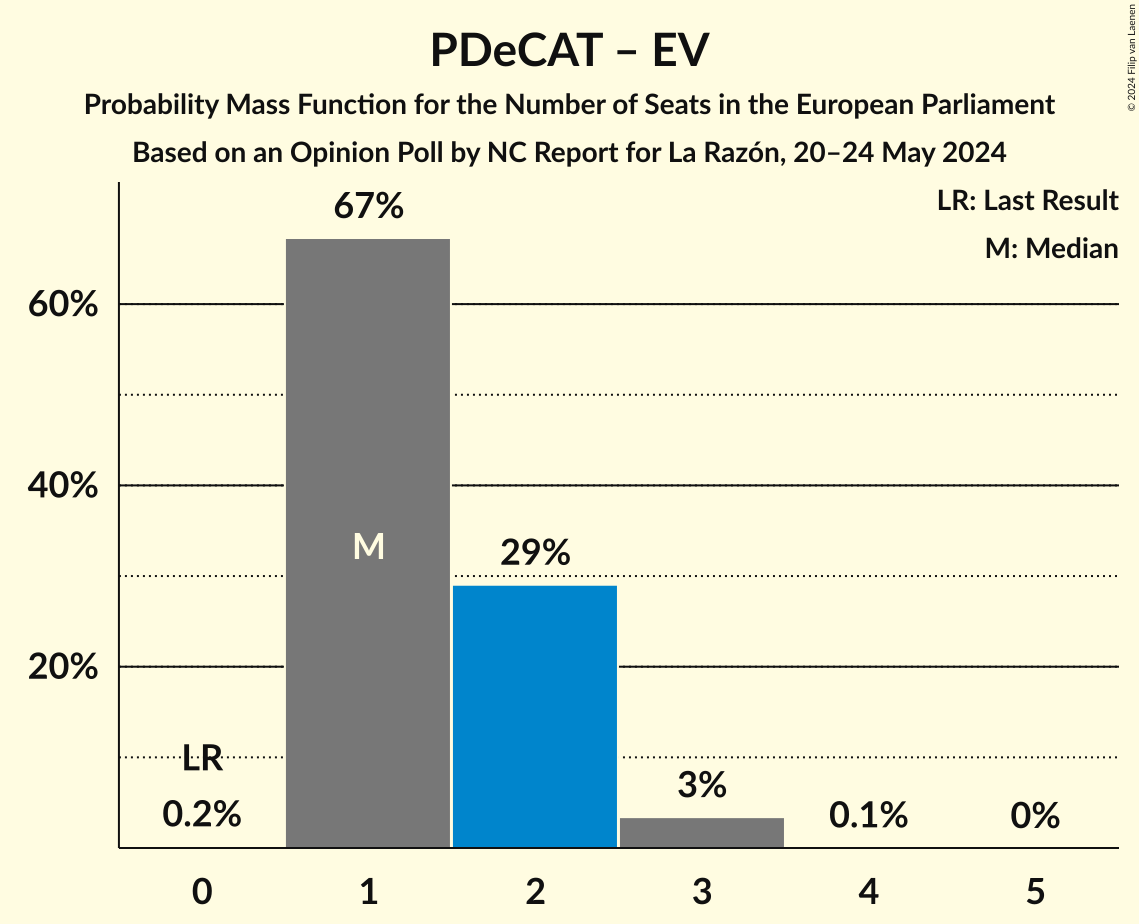 PDeCAT – EV
Probability Mass Function for the Number of Seats in the European Parliament
Based on an Opinion Poll by NC Report for La Razón, 20–24 May 2024
© 2024 Filip van Laenen
LR: Last Result
M: Median
67%
60%
40%
M
29%
20%
LR
0.2%
3%
0.1%
0%
0 1 2 3 4 5